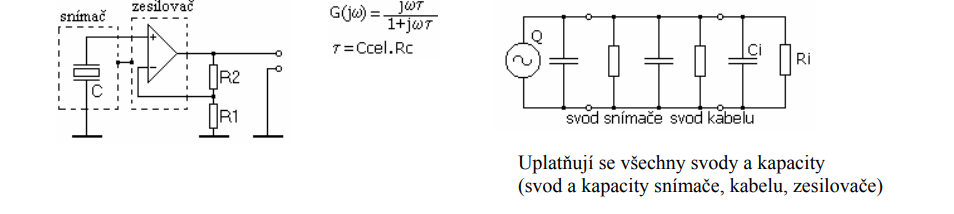 snímač
zesilovač
+
-
C
R2
R1
G(jω) = jωτ / 1+jωτ
τ = Ccel.Rc
Q
Ci
Ri
svod snímače svod kabelu
Uplatňují se všechny svody a kapacity
(svod a kapacity snímače, kabelu, zesilovače)